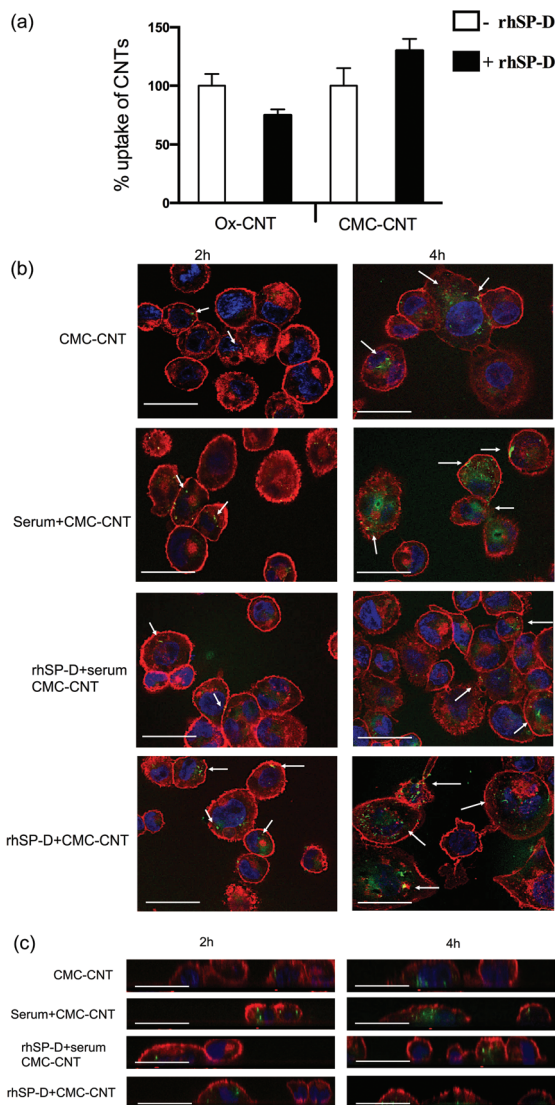 (a)
- rhSP-D
+ rhSP-D
% uptake of CNTs
150
100
50
0
Ox-CNT CMC-CNT
(b)
2h 4h
CMC-CNT
Serum+CMC-CNT
rhSP-D+serum
CMC-CNT
rhSP-D+CMC-CNT
(c)
2h 4h
CMC-CNT
Serum+CMC-CNT
rhSP-D+serum
CMC-CNT
rhSP-D+CMC-CNT